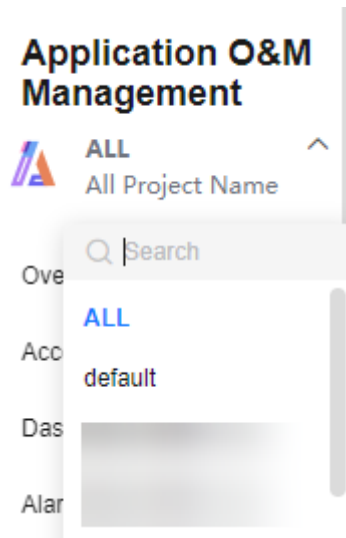 Application O&M
Management
ALL
All Project Name
Search
Ove
ALL
Acc
default
Das
Alar